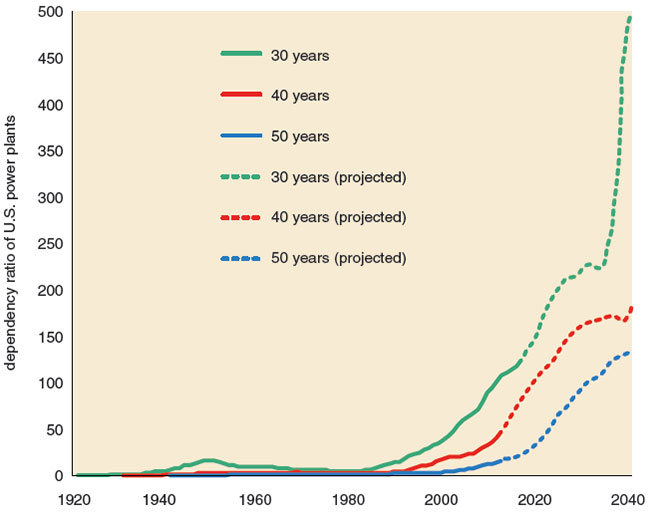 500
450
400
350
300
250
200
150
100
50
0
dependency ratio of U.S. power plants
30 years
40 years
50 years
30 years (projected)
40 years (projected)
50 years (projected)
1920 1940 1960 1980 2000 2020 2040